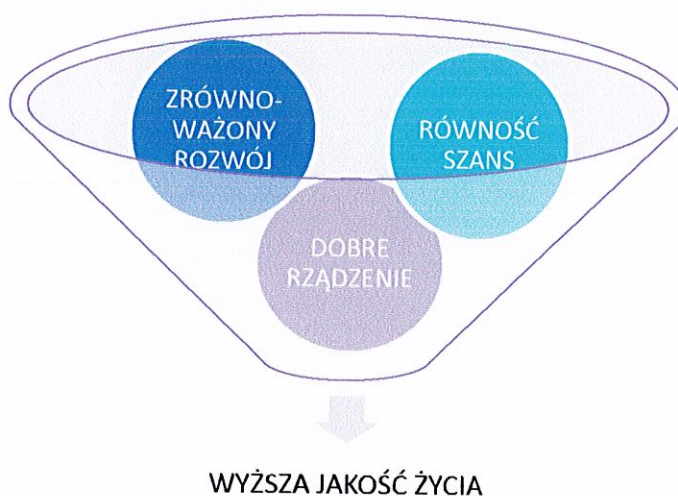 ZRÓWNO-
WAŻONY
ROZWÓJ
RÓWNOŚĆ
SZANS
DOBRE
RZĄDZENIE
WYŻSZA JAKOŚĆ ŻYCIA